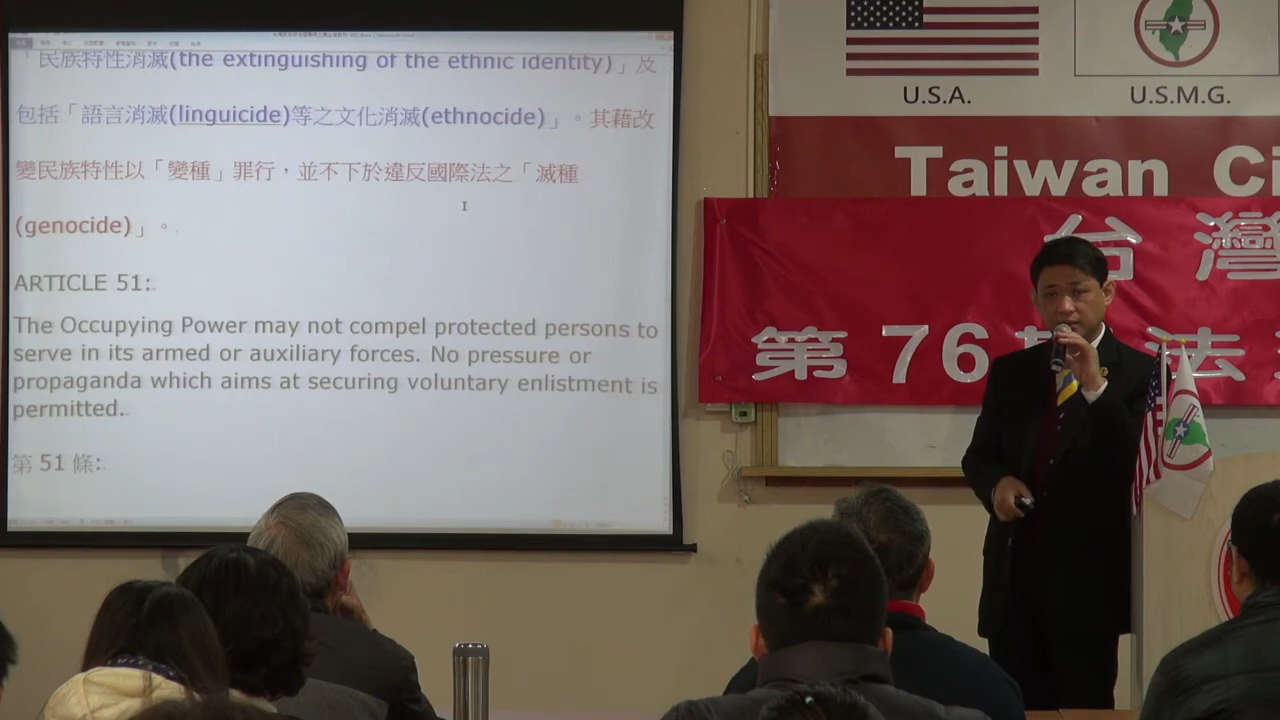 「民族特性消滅(the extinguishing of the ethnic identity)」及
包括「語言消滅(linguicide)等之文化消滅(ethnocide)」。其藉改
變民族特性以「變種」罪行，並不下於違反國際法之「滅種
(genocide)」。
ARTICLE 51:
The Occupying Power may not compel protected persons to
serve in its armed or auxiliary forces. No pressure or
propaganda which aims at securing voluntary enlistment is
permitted.
第 51 條:
U.S.A.
U.S.M.G.
Taiwan Ci
台灣
第76期法